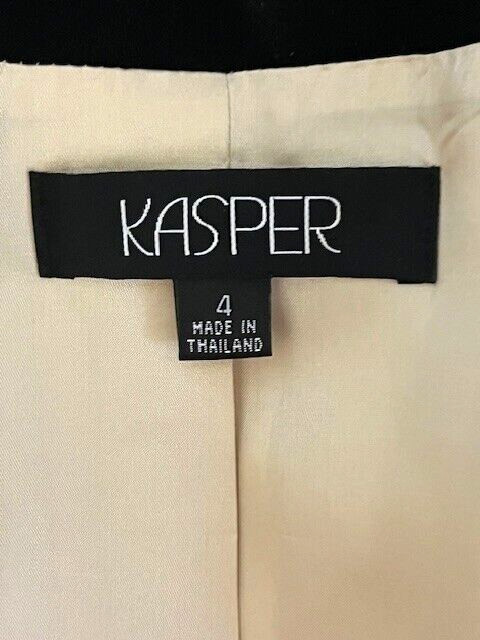 KASPER
4
MADE IN
THAILAND